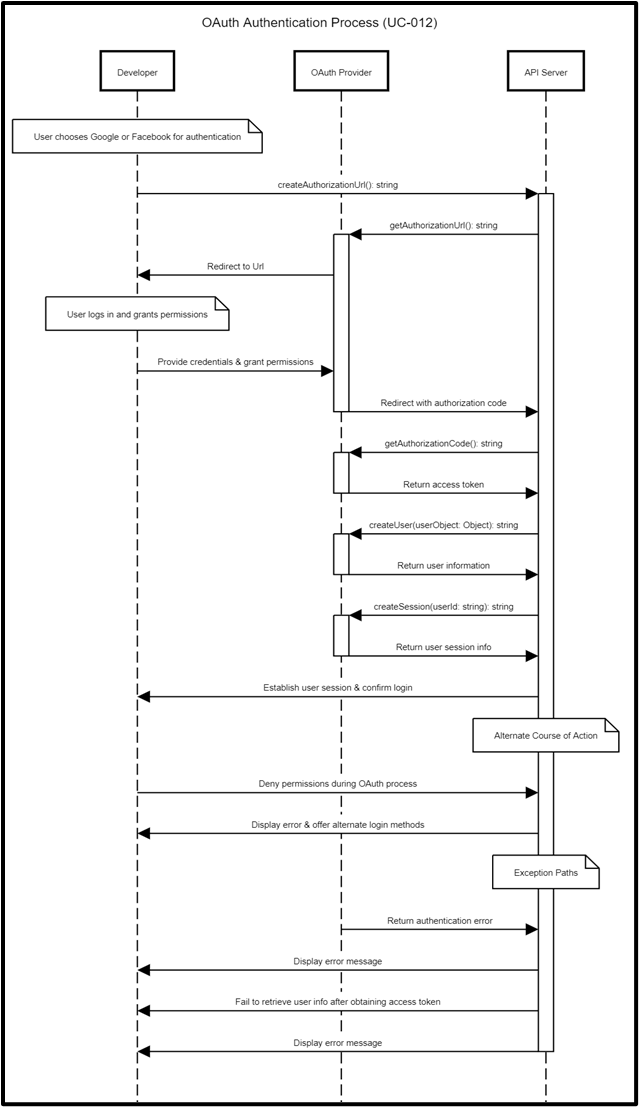 OAuth Authentication Process (UC-012)
Developer
OAuth Provider
API Server
User chooses Google or Facebook for authentication
createAuthorizationUrl(): string
getAuthorizationUrl(): string
Redirect to Url
User logs in and grants permissions
Provide credentials & grant permissions
Redirect with authorization code
getAuthorizationCode(): string
Return access token
createUser(userObject: Object): string
Return user information
createSession(userId: string): string
Return user session info
Establish user session & confirm login
Alternate Course of Action
Deny permissions during OAuth process
Display error & offer alternate login methods
Exception Paths
Return authentication error
Display error message
Fail to retrieve user info after obtaining access token
Display error message